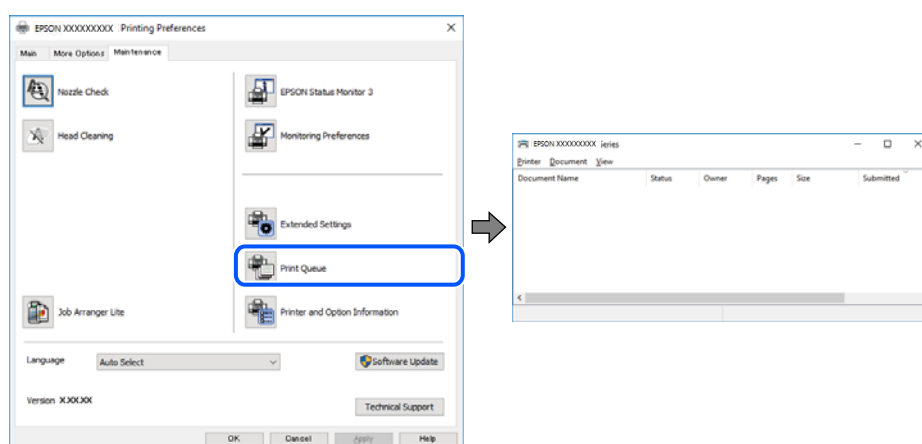 EPSON XXXXXXXXX Printing Preferences
Main More Options Maintenance
Nozzle Check
EPSON Status Monitor 3
Head Cleaning
Monitoring Preferences
Extended Settings
Print Queue
Job Arranger Lite
Printer and Option Information
Language Auto Select
Software Update
Version X.XX.XX
Technical Support
OK Cancel Apply Help
EPSON XXXXXXXXX ieries
Printer Document View
Document Name Status Owner Pages Size Submitted